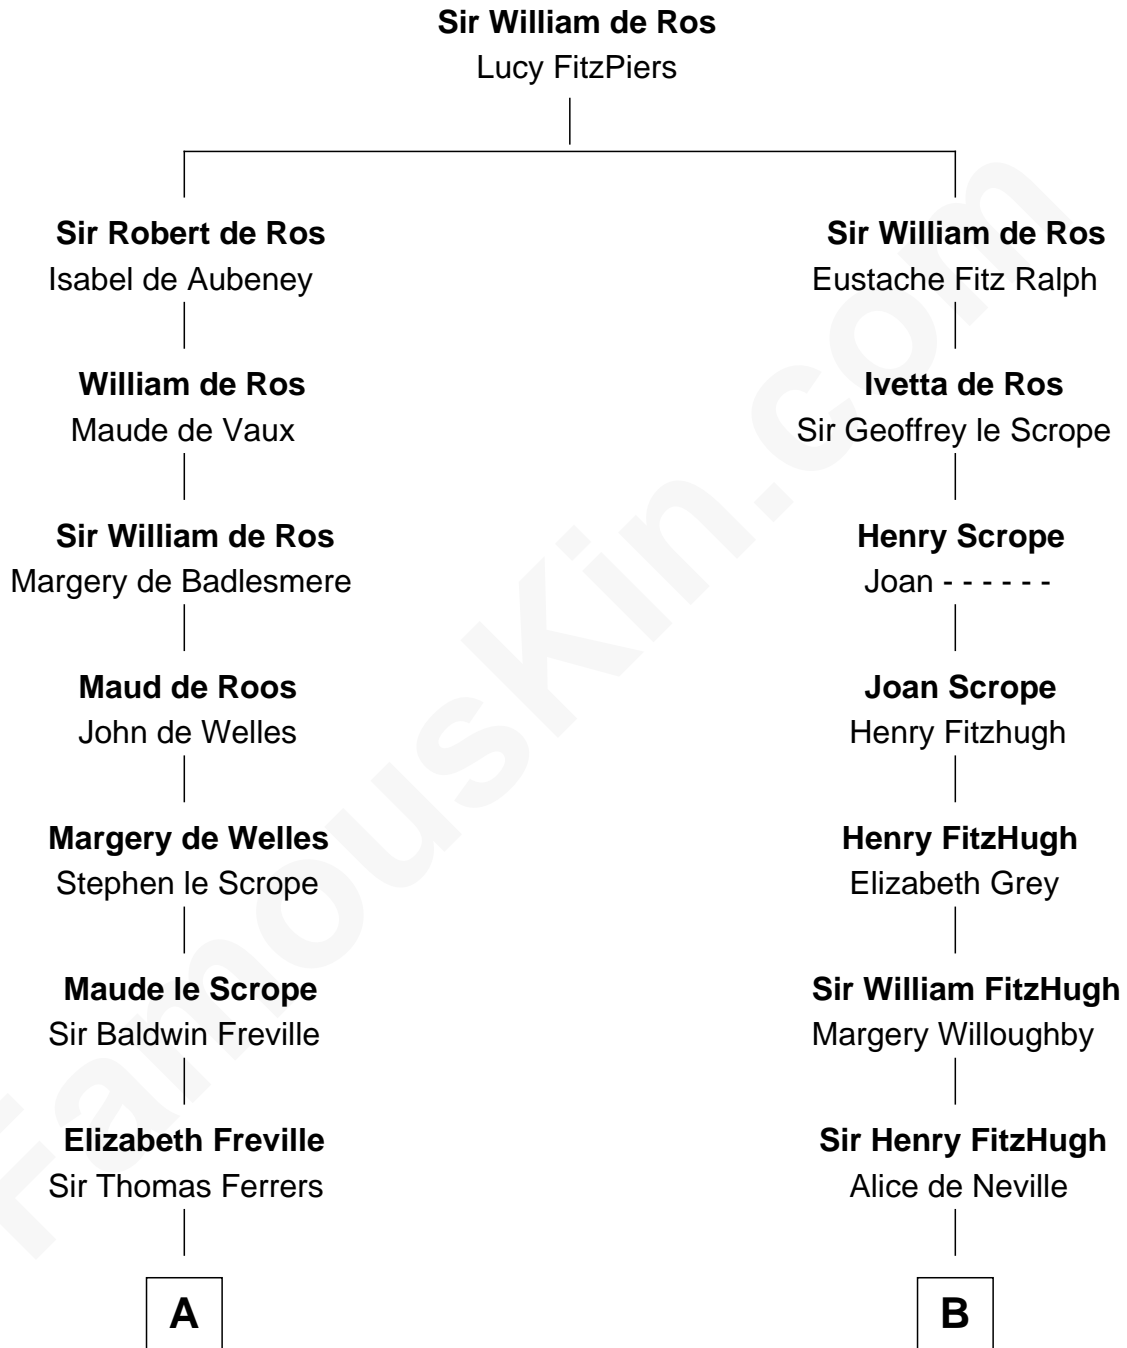 Sir William de Ros
Lucy FitzPiers
Sir Robert de Ros
Isabel de Aubeney
William de Ros
Maude de Vaux
Sir William de Ros
Margery de Badlesmere
Maud de Roos
John de Welles
Margery de Welles
Stephen le Scrope
Maude le Scrope
Sir Baldwin Freville
Elizabeth Freville
Sir Thomas Ferrers
A
Sir William de Ros
Eustache Fitz Ralph
Ivetta de Ros
Sir Geoffrey le Scrope
Henry Scrope
Joan - - - - - -
Joan Scrope
Henry Fitzhugh
Henry FitzHugh
Elizabeth Grey
Sir William FitzHugh
Margery Willoughby
Sir Henry FitzHugh
Alice de Neville
B
FamousKin.com